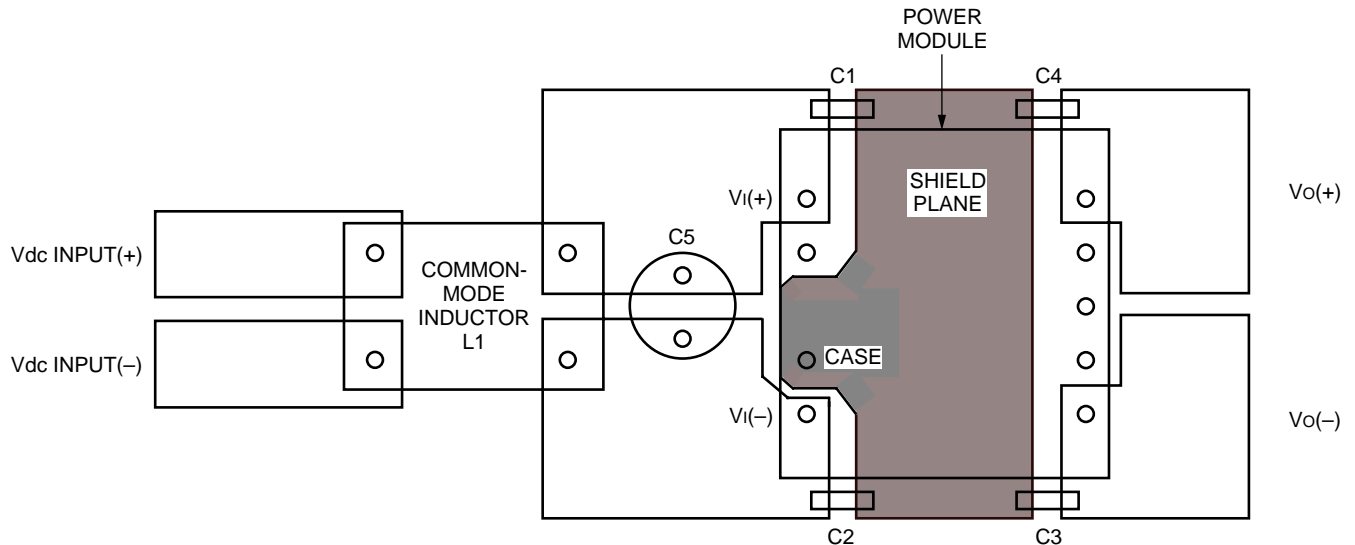 POWER
MODULE
C1
C4
VI(+)
SHIELD
PLANE
VO(+)
C5
Vdc INPUT(+)
COMMON-
MODE
INDUCTOR
L1
Vdc INPUT(–)
CASE
VI(–)
VO(–)
C2
C3